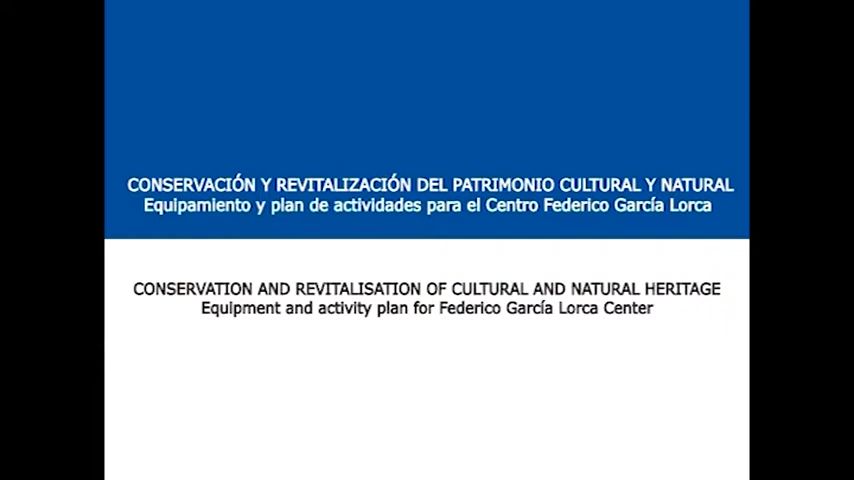 CONSERVACIÓN Y REVITALIZACIÓN DEL PATRIMONIO CULTURAL Y NATURAL
Equipamiento y plan de actividades para el Centro Federico García Lorca
CONSERVATION AND REVITALISATION OF CULTURAL AND NATURAL HERITAGE
Equipment and activity plan for Federico García Lorca Center